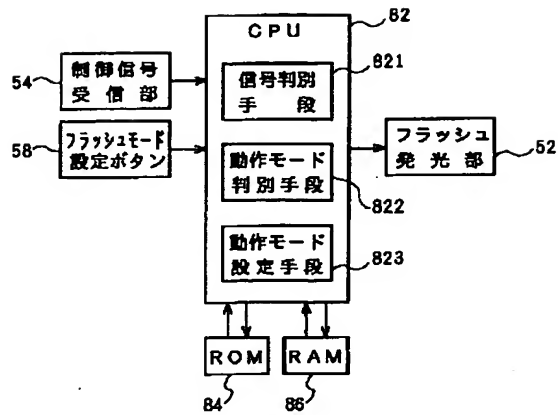 CPU
82
54
制御信号
受信部
信号判別
手段
821
58
フラッシュモード
設定ボタン
フラッシュ
発光部
52
動作モード
判別手段
822
動作モード
設定手段
823
ROM
RAM
84
86